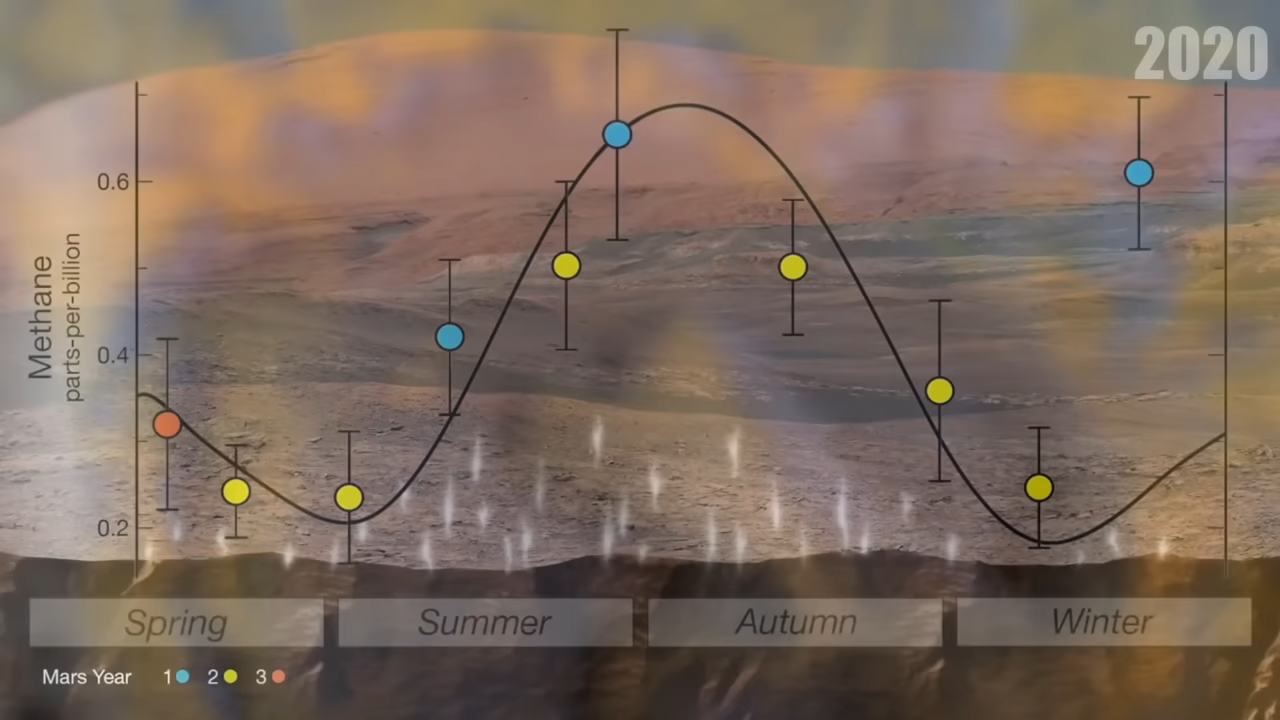 2020
0.6
Methane
parts-per-billion
0.4
0.2
Spring Summer Autumn Winter
Mars Year 1 2 3